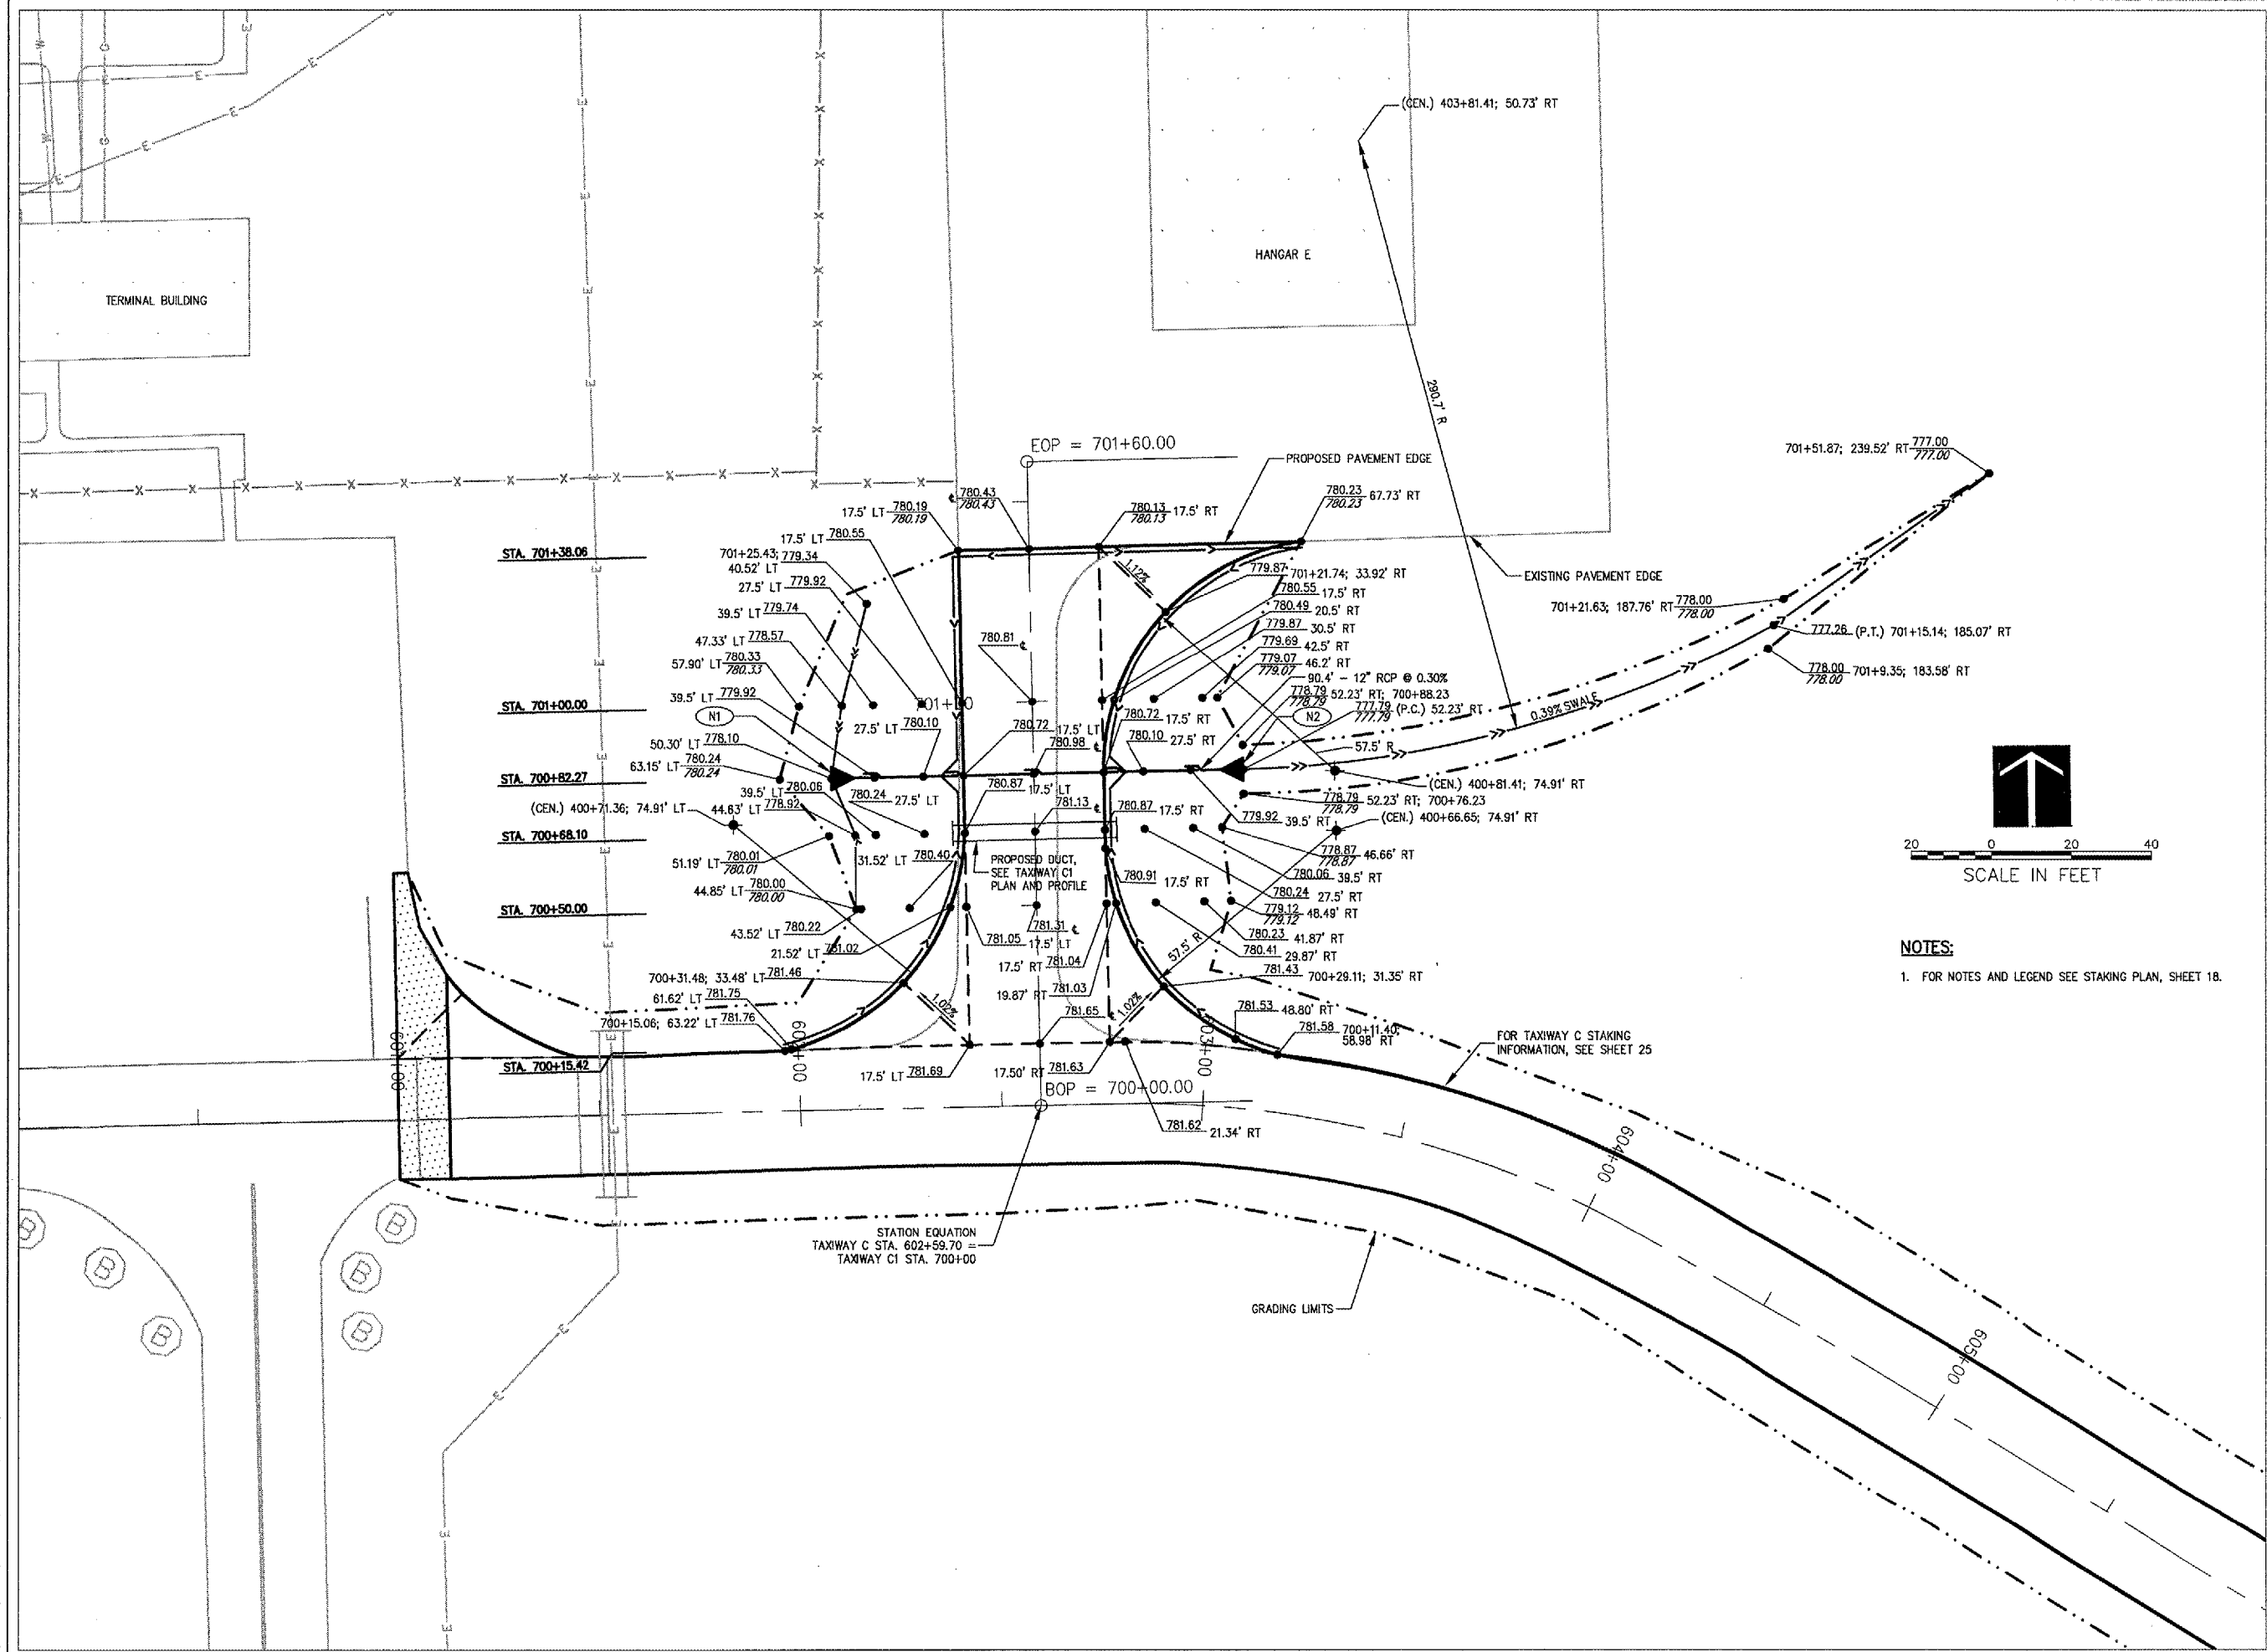 (CEN.) 403+81.41; 50.73' RT
HANGAR E
TERMINAL BUILDING
290.7' R
EOP = 701+60.00
PROPOSED PAVEMENT EDGE
701+51.87; 239.52' RT 777.00
777.00
℄ 780.43
780.43
780.23 67.73' RT
780.23
17.5' LT 780.19
780.19
780.13 17.5' RT
780.13
17.5' LT 780.55
STA. 701+38.06
701+25.43; 779.34
40.52' LT
1.12%
779.87 701+21.74; 33.92' RT
EXISTING PAVEMENT EDGE
27.5' LT 779.92
780.55 17.5' RT
780.49 20.5' RT
701+21.63; 187.76' RT 778.00
778.00
39.5' LT 779.74
779.87 30.5' RT
777.26 (P.T.) 701+15.14; 185.07' RT
47.33' LT 778.57
780.81 ℄
779.69 42.5' RT
57.90' LT 780.33
780.33
779.07 46.2' RT
779.07
778.00 701+9.35; 183.58' RT
778.00
90.4' - 12" RCP @ 0.30%
39.5' LT 779.92
778.79 52.23' RT; 700+88.23
778.79
STA. 701+00.00
701+00
N1
N2
777.79 (P.C.) 52.23' RT
777.79
0.39% SWALE
27.5' LT 780.10
780.72 17.5' LT
780.72 17.5' RT
50.30' LT 778.10
780.98 ℄
780.10 27.5' RT
57.5' R
63.15' LT 780.24
780.24
STA. 700+82.27
39.5' LT 780.06
780.24 27.5' LT
780.87 17.5' LT
(CEN.) 400+81.41; 74.91' RT
(CEN.) 400+71.36; 74.91' LT
44.63' LT 778.92
781.13 ℄
780.87 17.5' RT
779.92 39.5' RT
778.79 52.23' RT; 700+76.23
778.79
(CEN.) 400+66.65; 74.91' RT
STA. 700+68.10
51.19' LT 780.01
780.01
31.52' LT 780.40
PROPOSED DUCT,
SEE TAXIWAY C1
PLAN AND PROFILE
778.87 46.66' RT
778.87
780.06 39.5' RT
44.85' LT 780.00
780.00
780.91 17.5' RT
780.24 27.5' RT
STA. 700+50.00
779.12 48.49' RT
779.12
43.52' LT 780.22
781.31 ℄
780.23 41.87' RT
21.52' LT 781.02
781.05 17.5' LT
780.41 29.87' RT
17.5' RT 781.04
57.5' R
700+31.48; 33.48' LT 781.46
781.43 700+29.11; 31.35' RT
61.62' LT 781.75
19.87' RT 781.03
1.02%
1.02%
781.53 48.80' RT
700+15.06; 63.22' LT 781.76
781.65 ℄
781.58 700+11.40;
58.98' RT
FOR TAXIWAY C STAKING
INFORMATION, SEE SHEET 25
STA. 700+15.42
17.5' LT 781.69
17.50' RT 781.63
BOP = 700+00.00
781.62 21.34' RT
601+00
602+00
603+00
604+00
605+00
STATION EQUATION
TAXIWAY C STA. 602+59.70 =
TAXIWAY C1 STA. 700+00
GRADING LIMITS
20 0 20 40
SCALE IN FEET
NOTES:
1. FOR NOTES AND LEGEND SEE STAKING PLAN, SHEET 18.
B
B
B
B
B
B